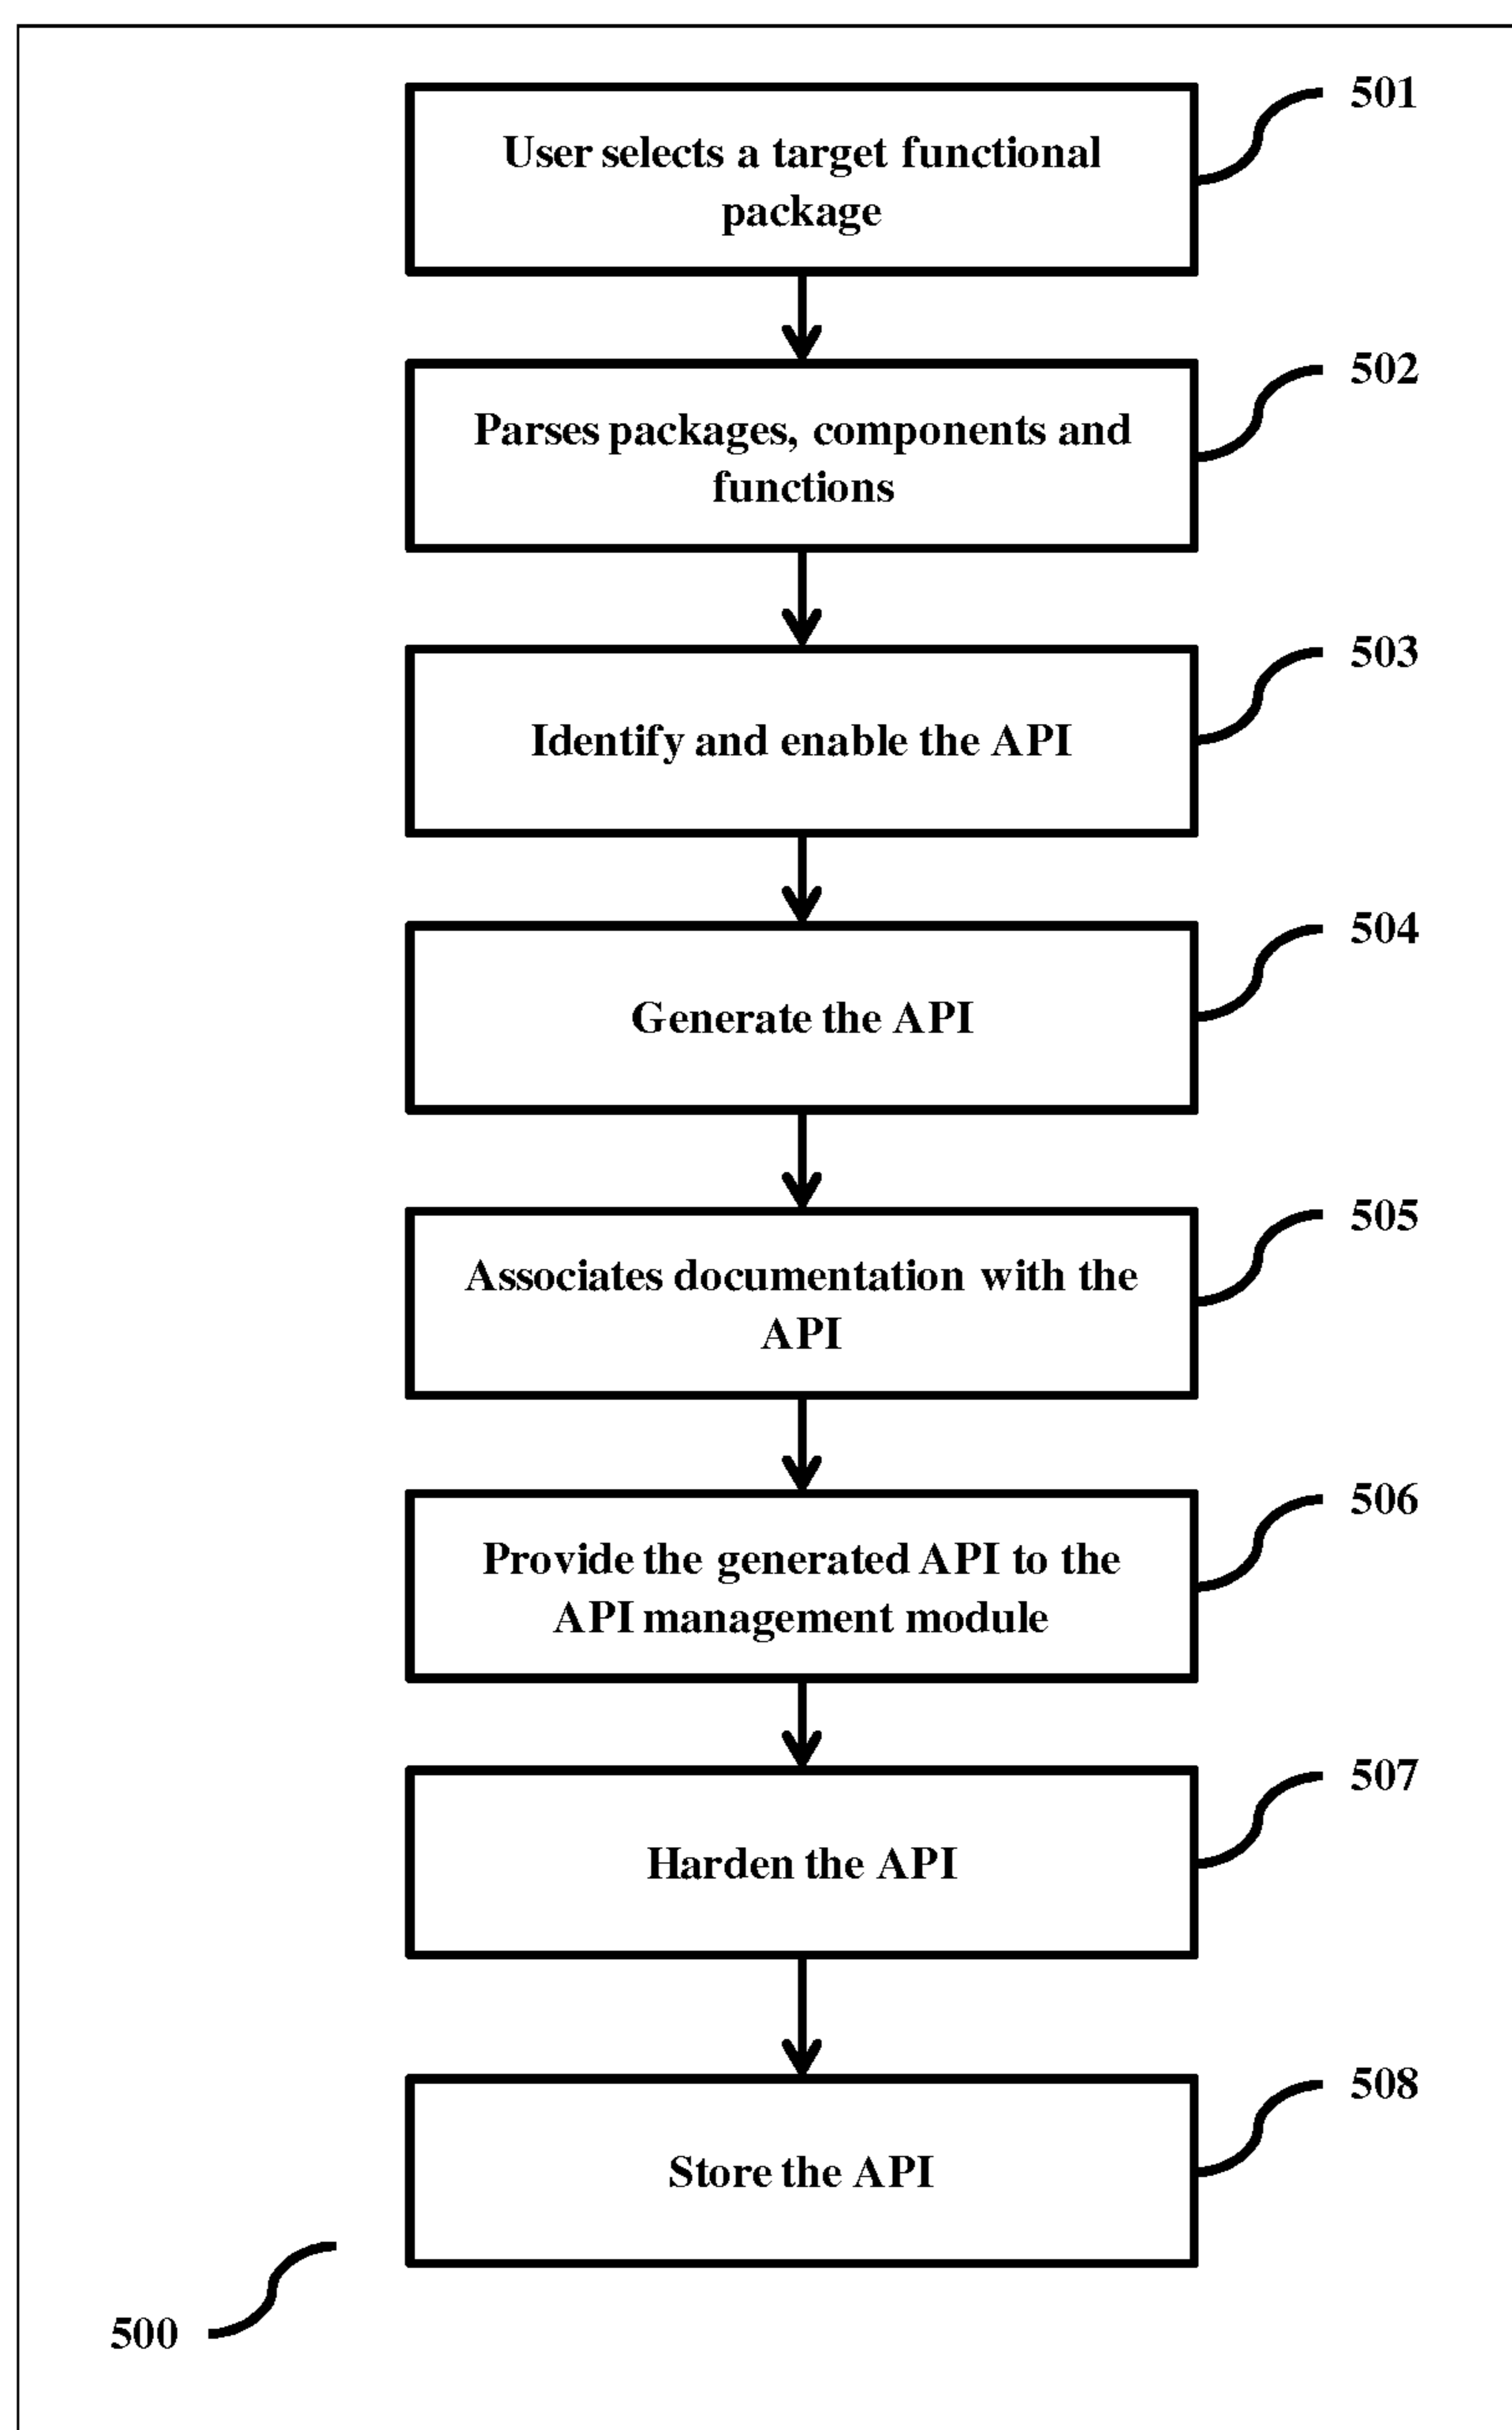 501
User selects a target functional
package
502
Parses packages, components and
functions
503
Identify and enable the API
504
Generate the API
505
Associates documentation with the
API
506
Provide the generated API to the
API management module
507
Harden the API
508
Store the API
500